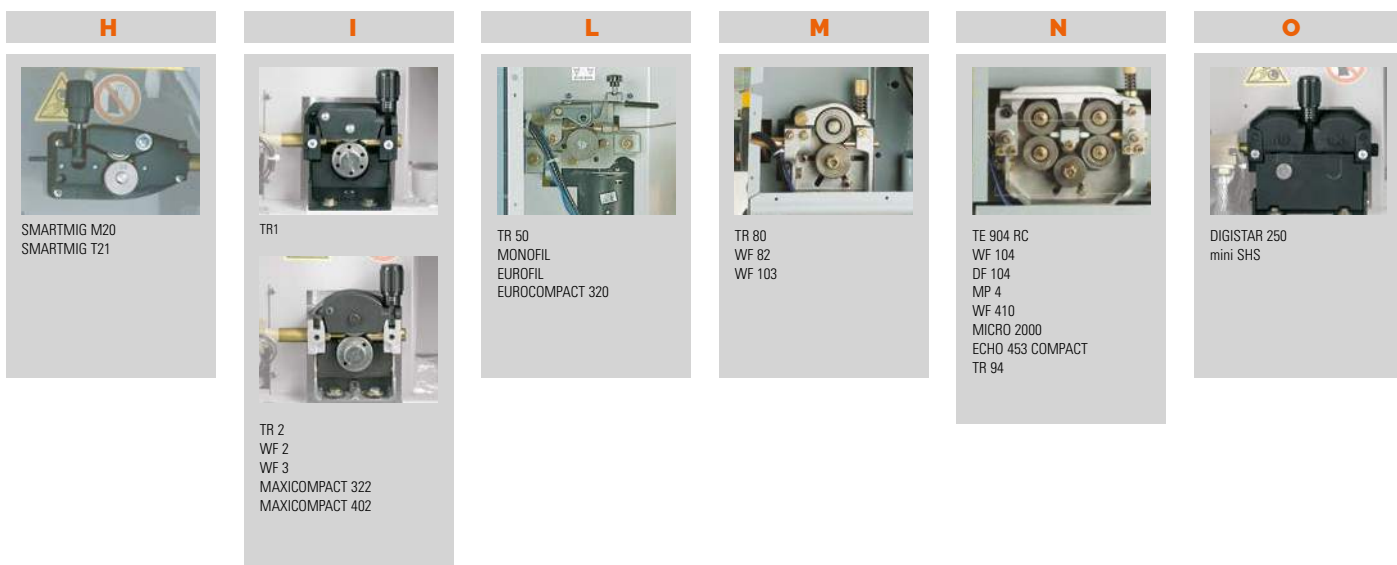 H
SMARTMIG M20
SMARTMIG T21
I
TR1
TR 2
WF 2
WF 3
MAXICOMPACT 322
MAXICOMPACT 402
L
TR 50
MONOFIL
EUROFIL
EUROCOMPACT 320
M
TR 80
WF 82
WF 103
N
TE 904 RC
WF 104
DF 104
MP 4
WF 410
MICRO 2000
ECHO 453 COMPACT
TR 94
O
DIGISTAR 250
mini SHS